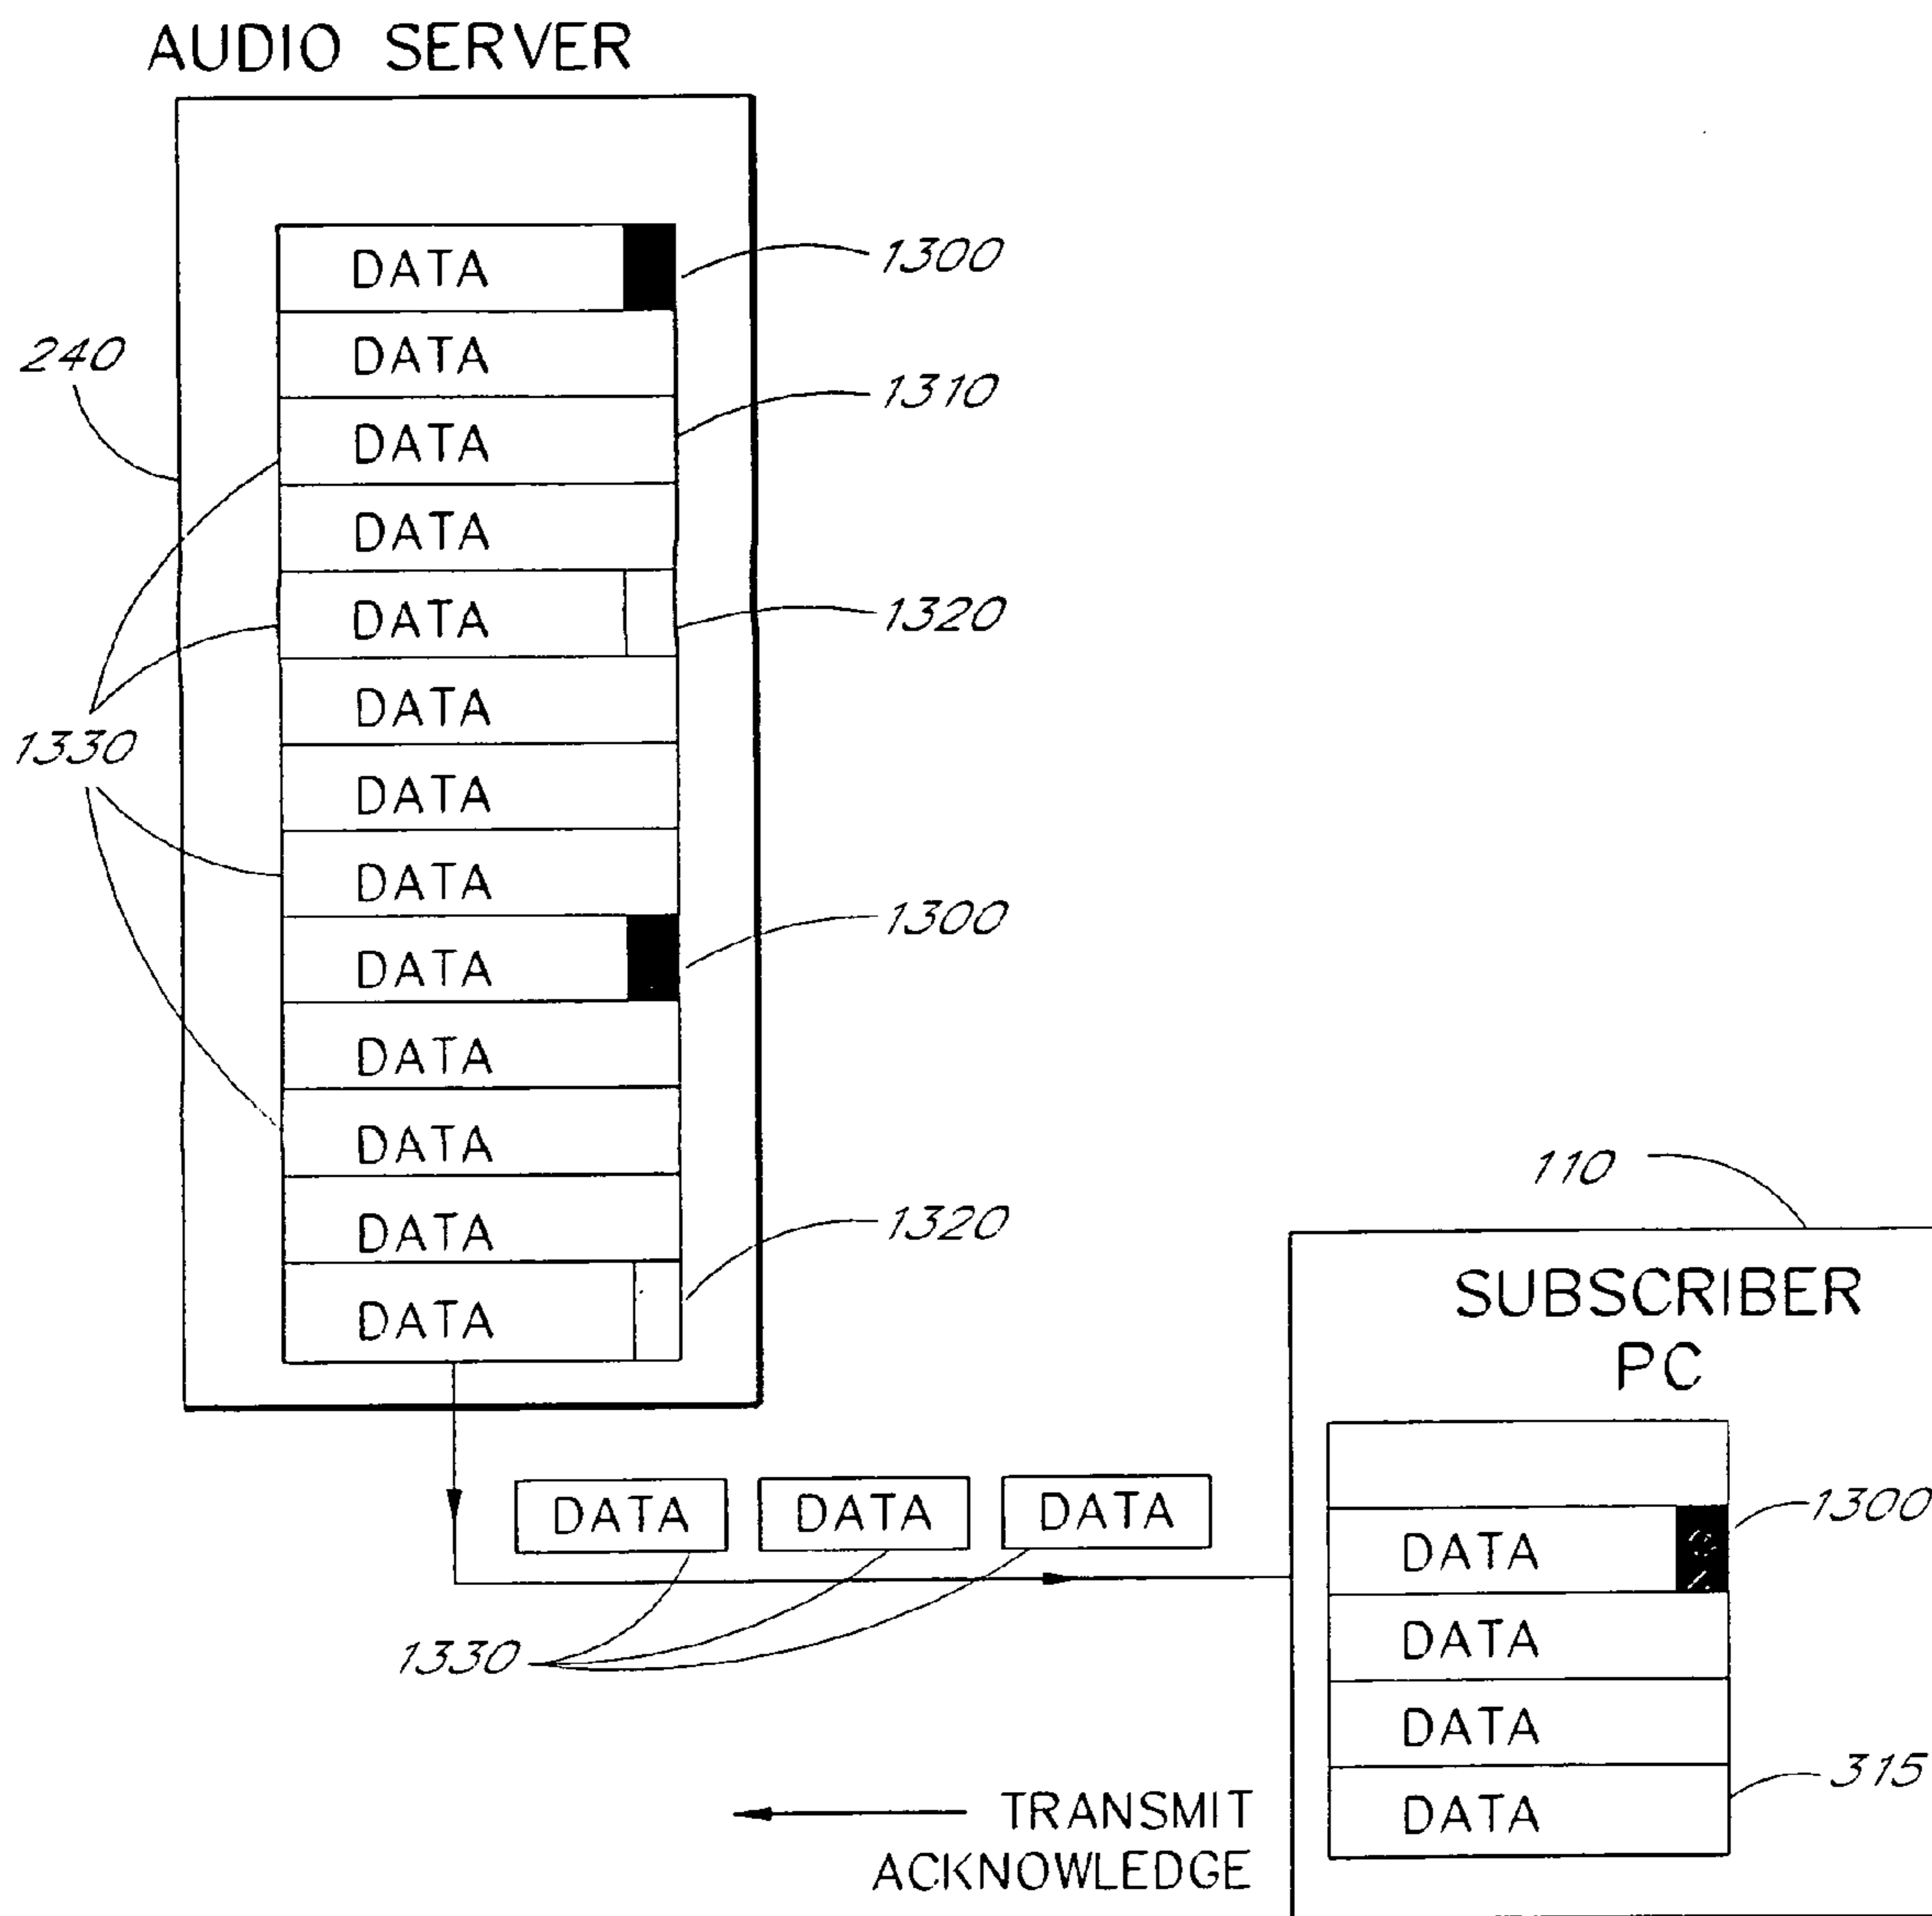 AUDIO SERVER
DATA
1300
DATA
240
1310
DATA
DATA
DATA
1320
DATA
1330
DATA
DATA
1300
DATA
DATA
DATA
110
DATA
1320
SUBSCRIBER
DATA
PC
DATA DATA DATA
1300
DATA
DATA
1330
DATA
315
TRANSMIT
DATA
ACKNOWLEDGE